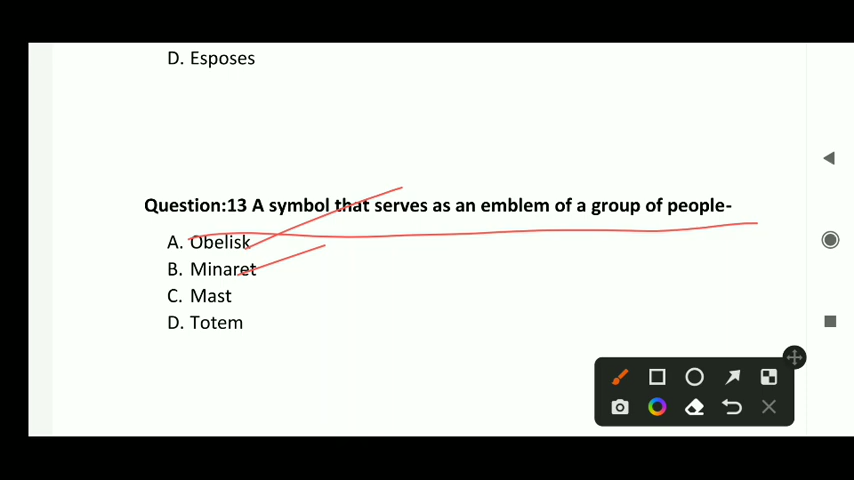 D. Esposes
Question:13 A symbol that serves as an emblem of a group of people-
A. Obelisk
B. Minaret
C. Mast
D. Totem